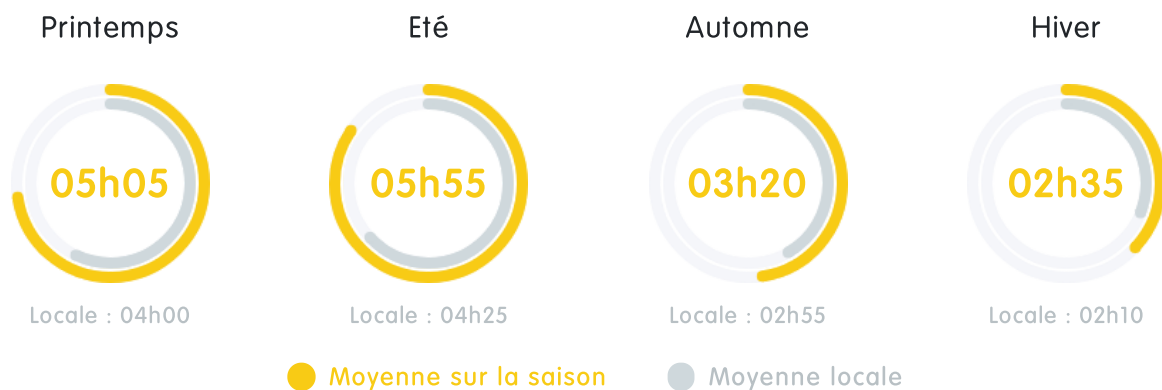 Printemps
Eté
Automne
Hiver
05h05
05h55
03h20
02h35
Locale : 04h00
Locale : 04h25
Locale : 02h55
Locale : 02h10
Moyenne sur la saison
Moyenne locale